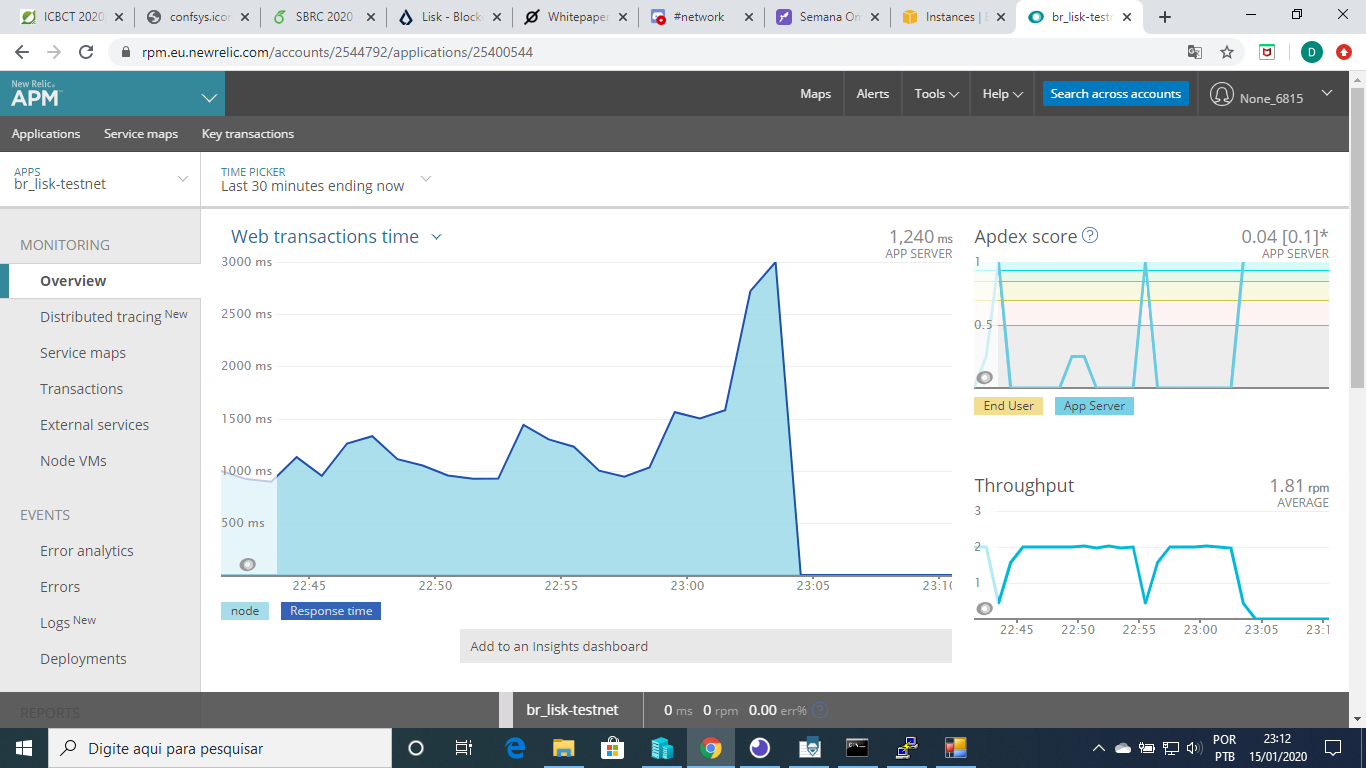 ICBCT 2020
confsys.icor
SBRC 2020
Lisk - Block
Whitepaper
#network
Semana On
Instances | E
br_lisk-testn
rpm.eu.newrelic.com/accounts/2544792/applications/25400544
D
New Relic.
APM
Maps
Alerts
Tools
Help
Search across accounts
None_6815
Applications
Service maps
Key transactions
APPS
br_lisk-testnet
TIME PICKER
Last 30 minutes ending now
MONITORING
Overview
Distributed tracing New
Service maps
Transactions
External services
Node VMs
EVENTS
Error analytics
Errors
Logs New
Deployments
REPORTS
Web transactions time
1,240 ms
APP SERVER
3000 ms
2500 ms
2000 ms
1500 ms
1000 ms
500 ms
22:45
22:50
22:55
23:00
23:05
23:10
node
Response time
Add to an Insights dashboard
Apdex score ?
0.04 [0.1]*
APP SERVER
1
0.5
End User
App Server
Throughput
1.81 rpm
AVERAGE
3
2
1
22:45
22:50
22:55
23:00
23:05
23:1
br_lisk-testnet
0 ms 0 rpm 0.00 err% ?
Digite aqui para pesquisar
POR
PTB
23:12
15/01/2020